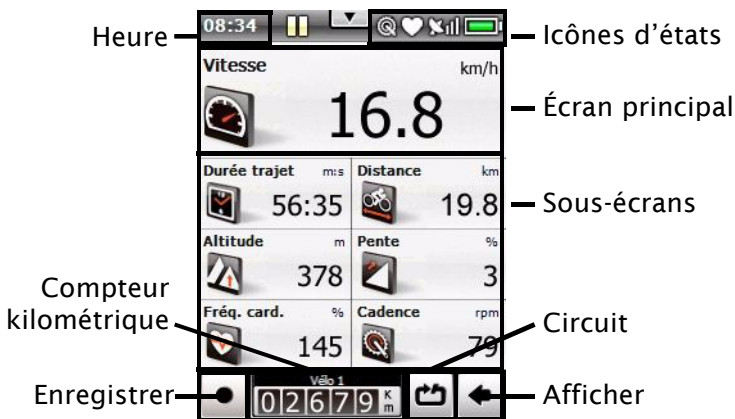 Heure
08:34
Icônes d'états
Vitesse
km/h
16.8
Écran principal
Durée trajet m:s
56:35
Distance km
19.8
Sous-écrans
Altitude m
378
Pente %
3
Compteur
kilométrique
Fréq. card. %
145
Cadence rpm
79
Circuit
Enregistrer
Vélo 1
02679 Km
Afficher